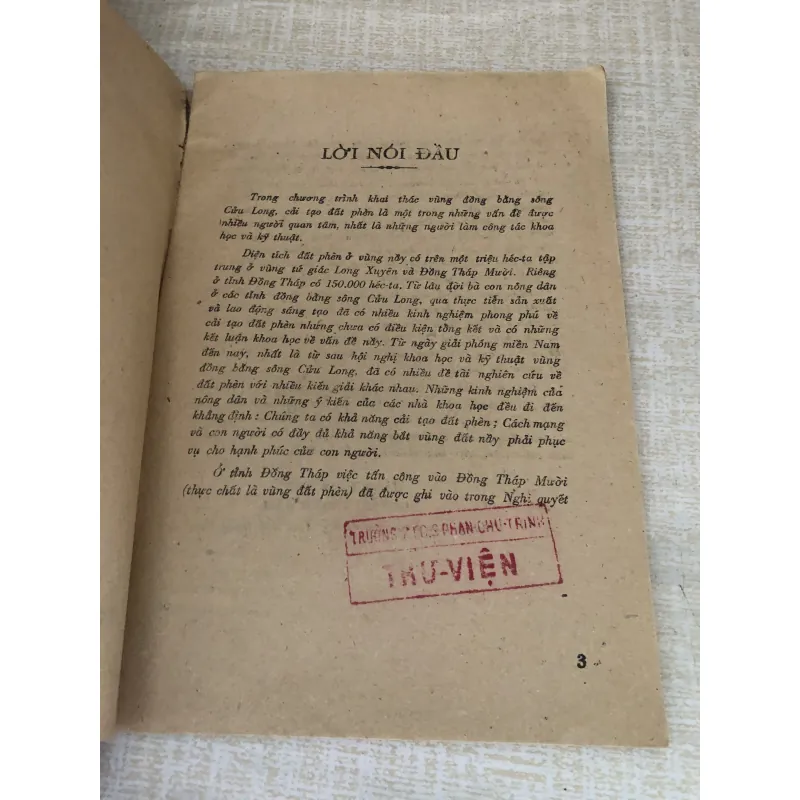 LỜI NÓI ĐẦU
Trong chương trình khai thác vùng đồng bằng sông
Cửu Long, cải tạo đất phèn là một trong những vấn đề được
nhiều người quan tâm, nhất là những người làm công tác khoa
học và kỹ thuật.
Diện tích đất phèn ở vùng nầy có trên một triệu héc-ta tập
trung ở vùng tứ giác Long Xuyên và Đồng Tháp Mười. Riêng
ở tỉnh Đồng Tháp có 150.000 héc-ta. Từ lâu đời bà con nông dân
ở các tỉnh đồng bằng sông Cửu Long, qua thực tiễn sản xuất
và lao động sáng tạo đã có nhiều kinh nghiệm phong phú về
cải tạo đất phèn nhưng chưa có điều kiện tổng kết và có những
kết luận khoa học về vấn đề nầy. Từ ngày giải phóng miền Nam
đến nay, nhất là từ sau hội nghị khoa học và kỹ thuật vùng
đồng bằng sông Cửu Long, đã có nhiều đề tài nghiên cứu về
đất phèn với nhiều kiến giải khác nhau. Những kinh nghiệm của
nông dân và những ý kiến của các nhà khoa học đều đi đến
khẳng định : Chúng ta có khả năng cải tạo đất phèn ; Cách mạng
và con người có đầy đủ khả năng bắt vùng đất nầy phải phục
vụ cho hạnh phúc của con người.
Ở tỉnh Đồng Tháp việc tấn công vào Đồng Tháp Mười
(thực chất là vùng đất phèn) đã được ghi vào trong Nghị quyết
TRƯỜNG PHAN-CHU-TRINH
THƯ-VIỆN
3